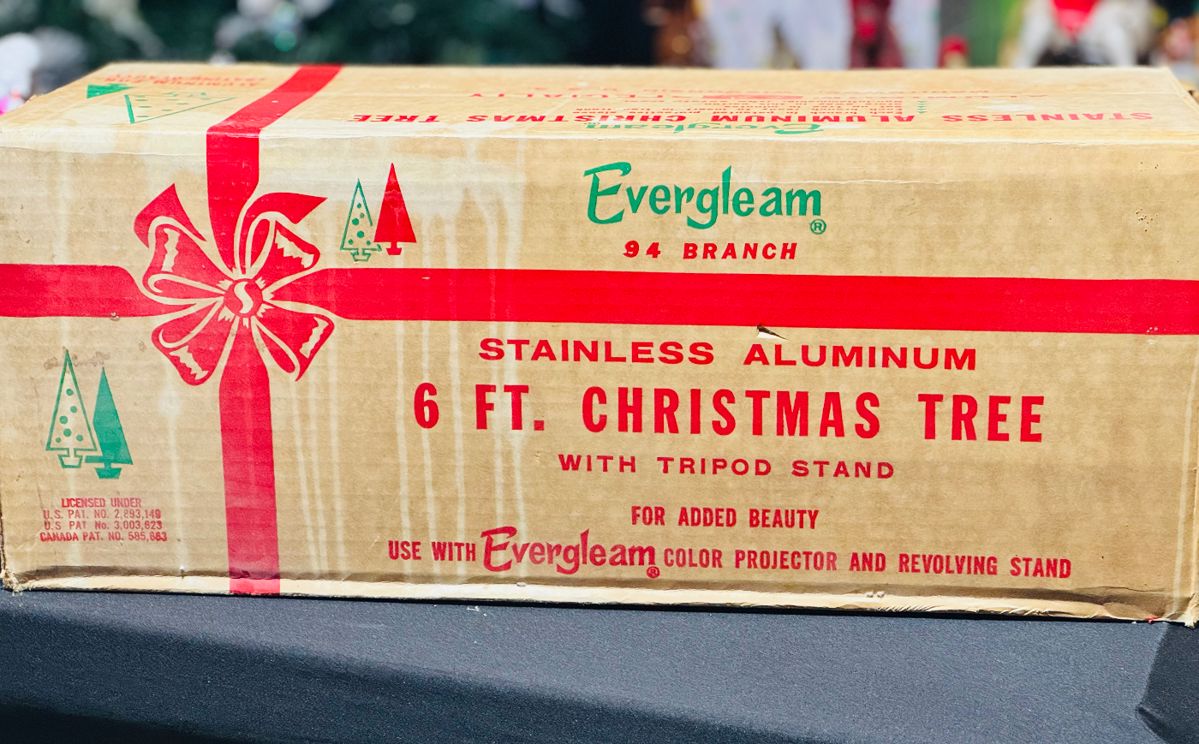 STAINLESS ALUMINUM CHRISTMAS TREE
Evergleam
Evergleam®
94 BRANCH
STAINLESS ALUMINUM
6 FT. CHRISTMAS TREE
WITH TRIPOD STAND
FOR ADDED BEAUTY
USE WITH Evergleam® COLOR PROJECTOR AND REVOLVING STAND
LICENSED UNDER
U.S. PAT. NO. 2,893,149
U.S PAT No. 3,003,623
CANADA PAT. NO. 585,883